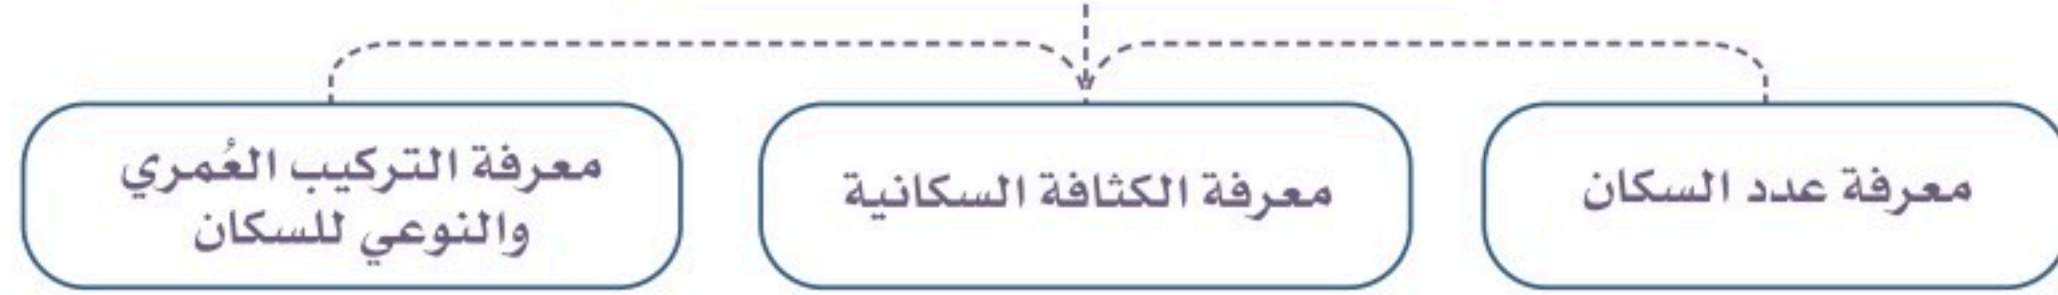 معرفة عدد السكان
معرفة الكثافة السكانية
معرفة التركيب العُمري
والنوعي للسكان